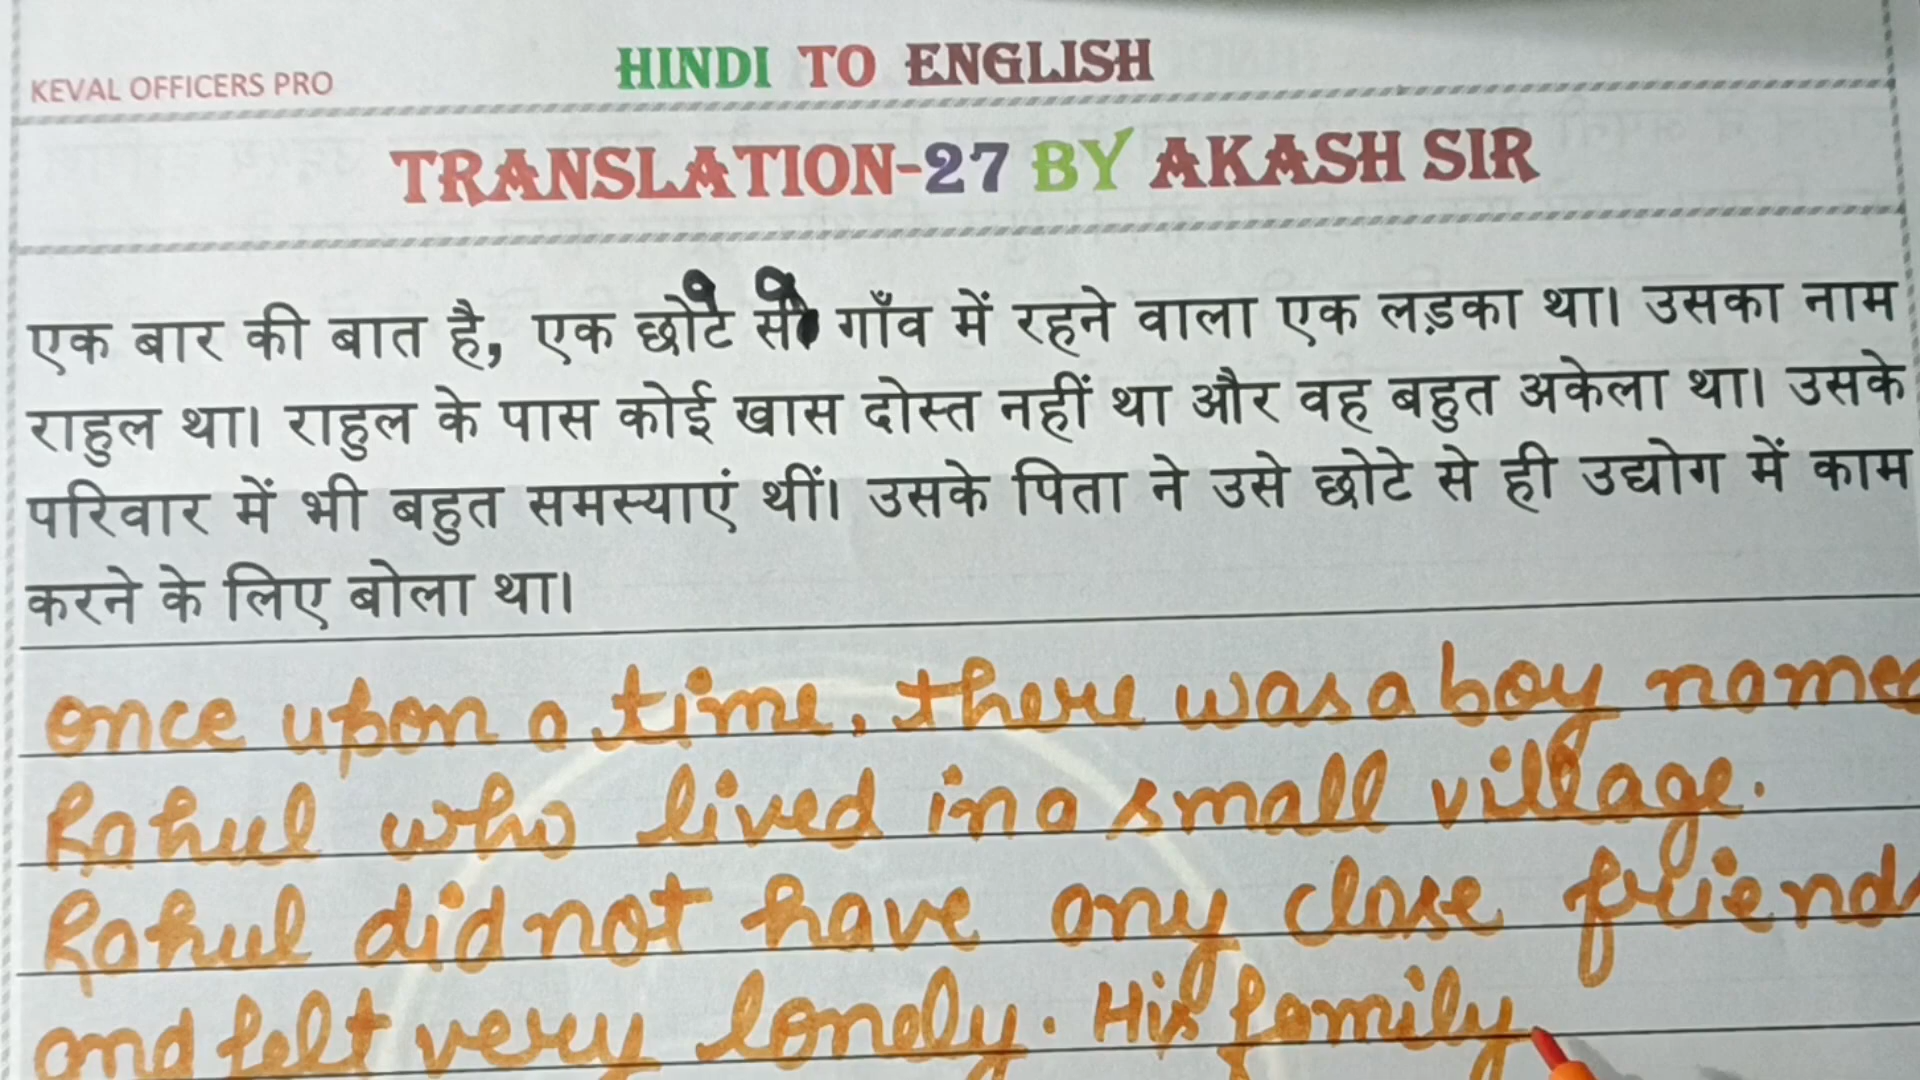 KEVAL OFFICERS PRO
HINDI TO ENGLISH
TRANSLATION-27 BY AKASH SIR
एक बार की बात है, एक छोटे से गाँव में रहने वाला एक लड़का था। उसका नाम
राहुल था। राहुल के पास कोई खास दोस्त नहीं था और वह बहुत अकेला था। उसके
परिवार में भी बहुत समस्याएं थीं। उसके पिता ने उसे छोटे से ही उद्योग में काम
करने के लिए बोला था।
once upon a time, there was a boy named
Rahul who lived in a small village.
Rahul did not have any close friends
and felt very lonely. His family